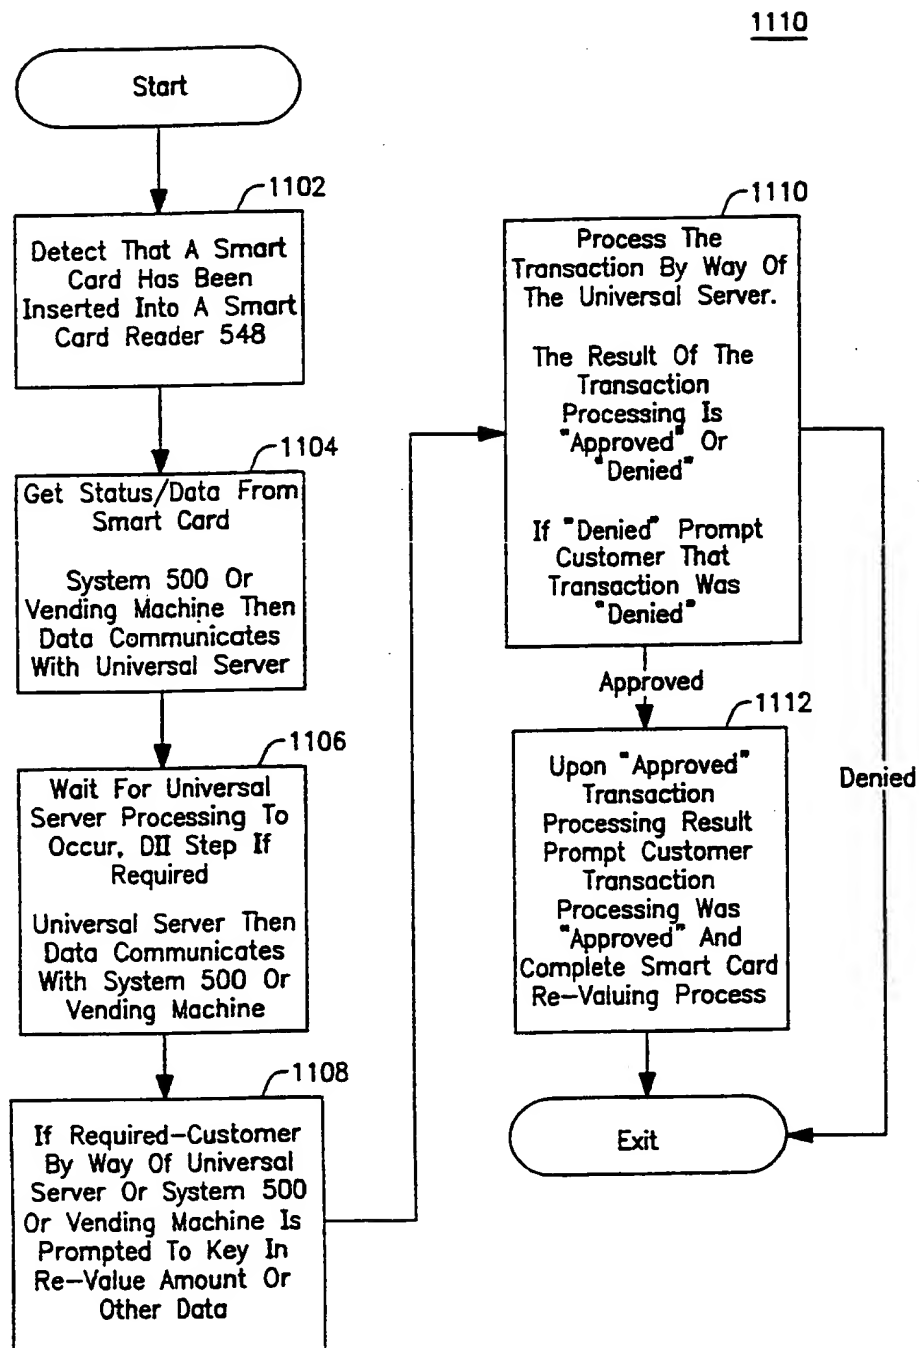 1110
Start
1102
Detect That A Smart
Card Has Been
Inserted Into A Smart
Card Reader 548
1104
Get Status/Data From
Smart Card
System 500 Or
Vending Machine Then
Data Communicates
With Universal Server
1106
Wait For Universal
Server Processing To
Occur, DII Step If
Required
Universal Server Then
Data Communicates
With System 500 Or
Vending Machine
1108
If Required-Customer
By Way Of Universal
Server Or System 500
Or Vending Machine Is
Prompted To Key In
Re-Value Amount Or
Other Data
1110
Process The
Transaction By Way Of
The Universal Server.
The Result Of The
Transaction
Processing Is
"Approved" Or
"Denied"
If "Denied" Prompt
Customer That
Transaction Was
"Denied"
Approved
Denied
1112
Upon "Approved"
Transaction
Processing Result
Prompt Customer
Transaction
Processing Was
"Approved" And
Complete Smart Card
Re-Valuing Process
Exit